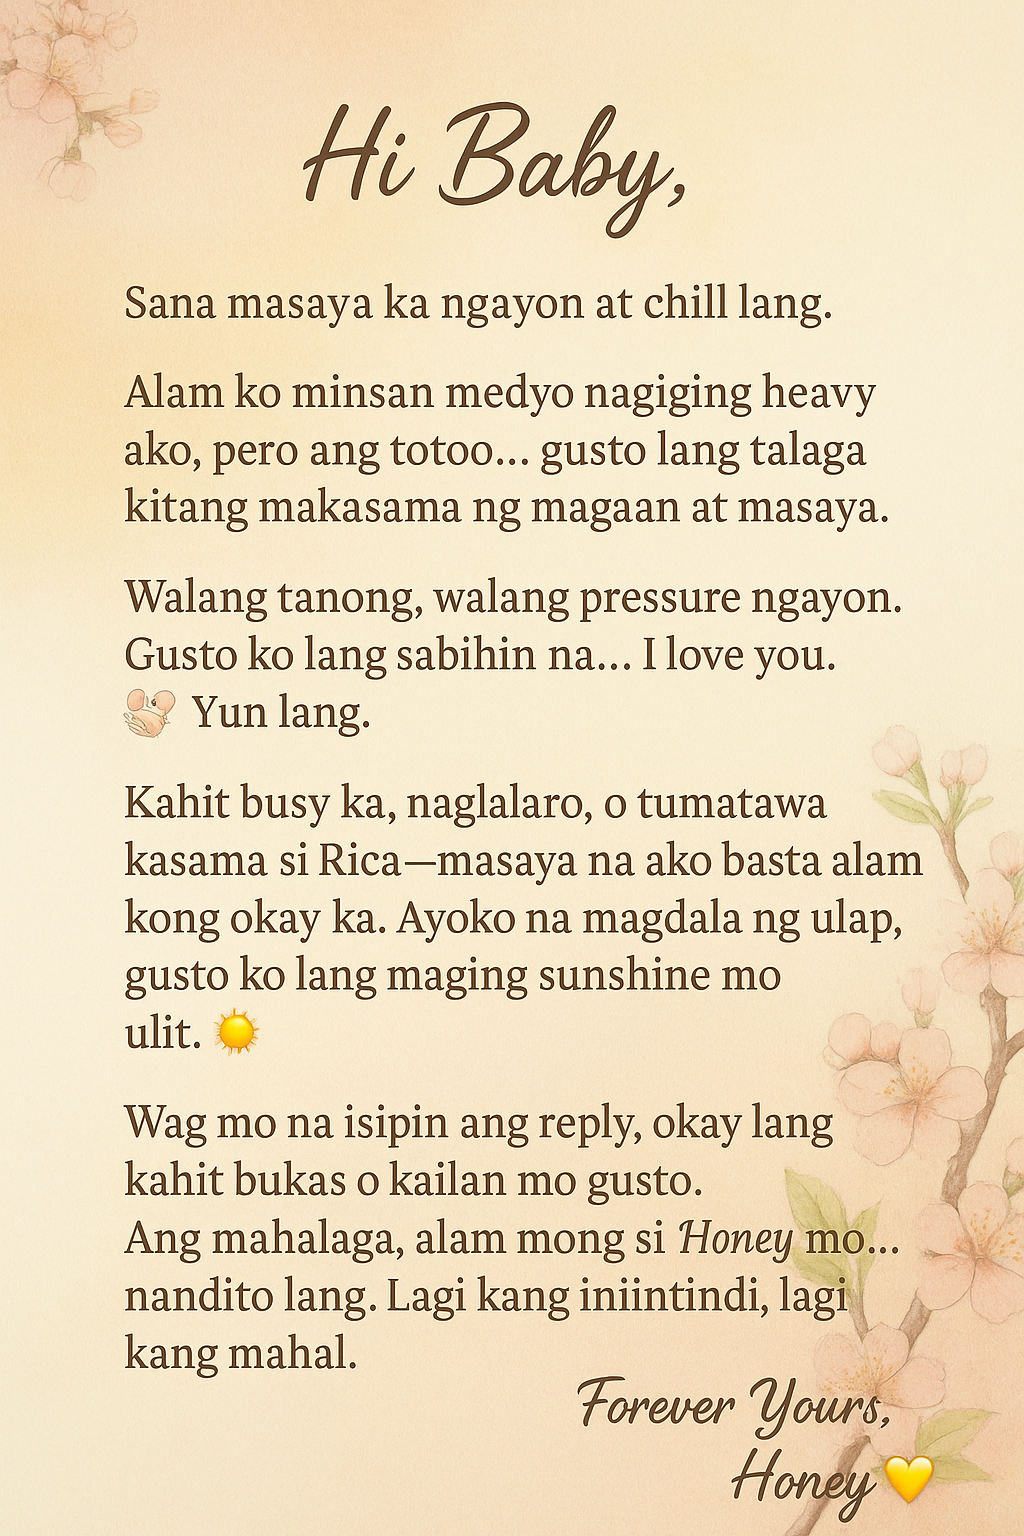 Hi Baby,
Sana masaya ka ngayon at chill lang.
Alam ko minsan medyo nagiging heavy
ako, pero ang totoo... gusto lang talaga
kitang makasama ng magaan at masaya.
Walang tanong, walang pressure ngayon.
Gusto ko lang sabihin na... I love you.
Yun lang.
Kahit busy ka, naglalaro, o tumatawa
kasama si Rica—masaya na ako basta alam
kong okay ka. Ayoko na magdala ng ulap,
gusto ko lang maging sunshine mo
ulit. ☀️
Wag mo na isipin ang reply, okay lang
kahit bukas o kailan mo gusto.
Ang mahalaga, alam mong si Honey mo...
nandito lang. Lagi kang iniintindi, lagi
kang mahal.
Forever Yours,
Honey 💛